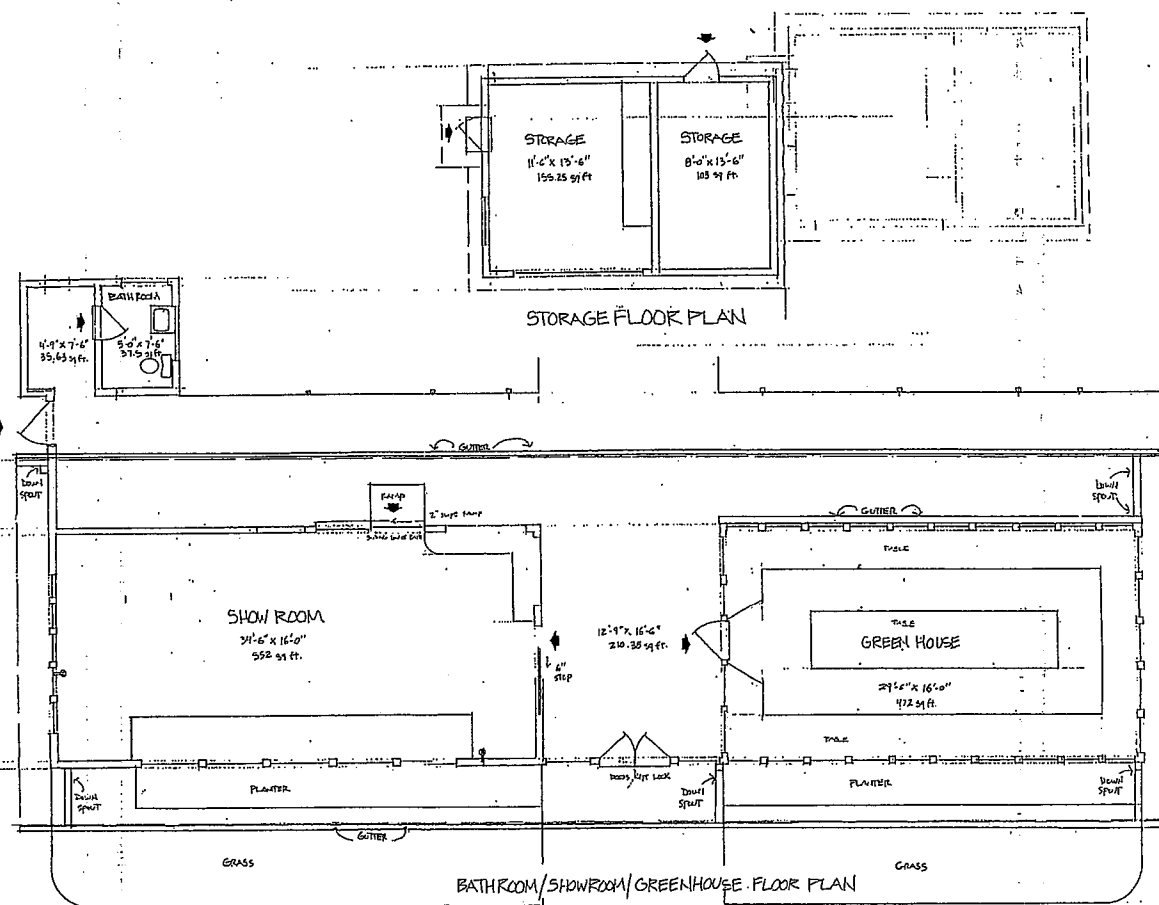 STORAGE
11'-6" x 13'-6"
155.25 sq ft.
STORAGE
8'-0" x 13'-6"
108 sq ft.
STORAGE FLOOR PLAN
BATHROOM
4'-9" x 7'-6"
35.63 sq ft.
5'-0" x 7'-6"
37.5 sq ft.
GUTTER
DOWN
SPOUT
RAMP
DOWN
SPOUT
GUTTER
TABLE
SHOW ROOM
34'-6" x 16'-0"
552 sq ft.
12'-9" x 16'-6"
210.38 sq ft.
6"
STEP
TABLE
GREEN HOUSE
29'-6" x 16'-0"
472 sq ft.
TABLE
DOWN
SPOUT
PLANTER
DOWN
SPOUT
PLANTER
DOWN
SPOUT
GUTTER
GRASS
GRASS
BATHROOM/SHOWROOM/GREENHOUSE FLOOR PLAN